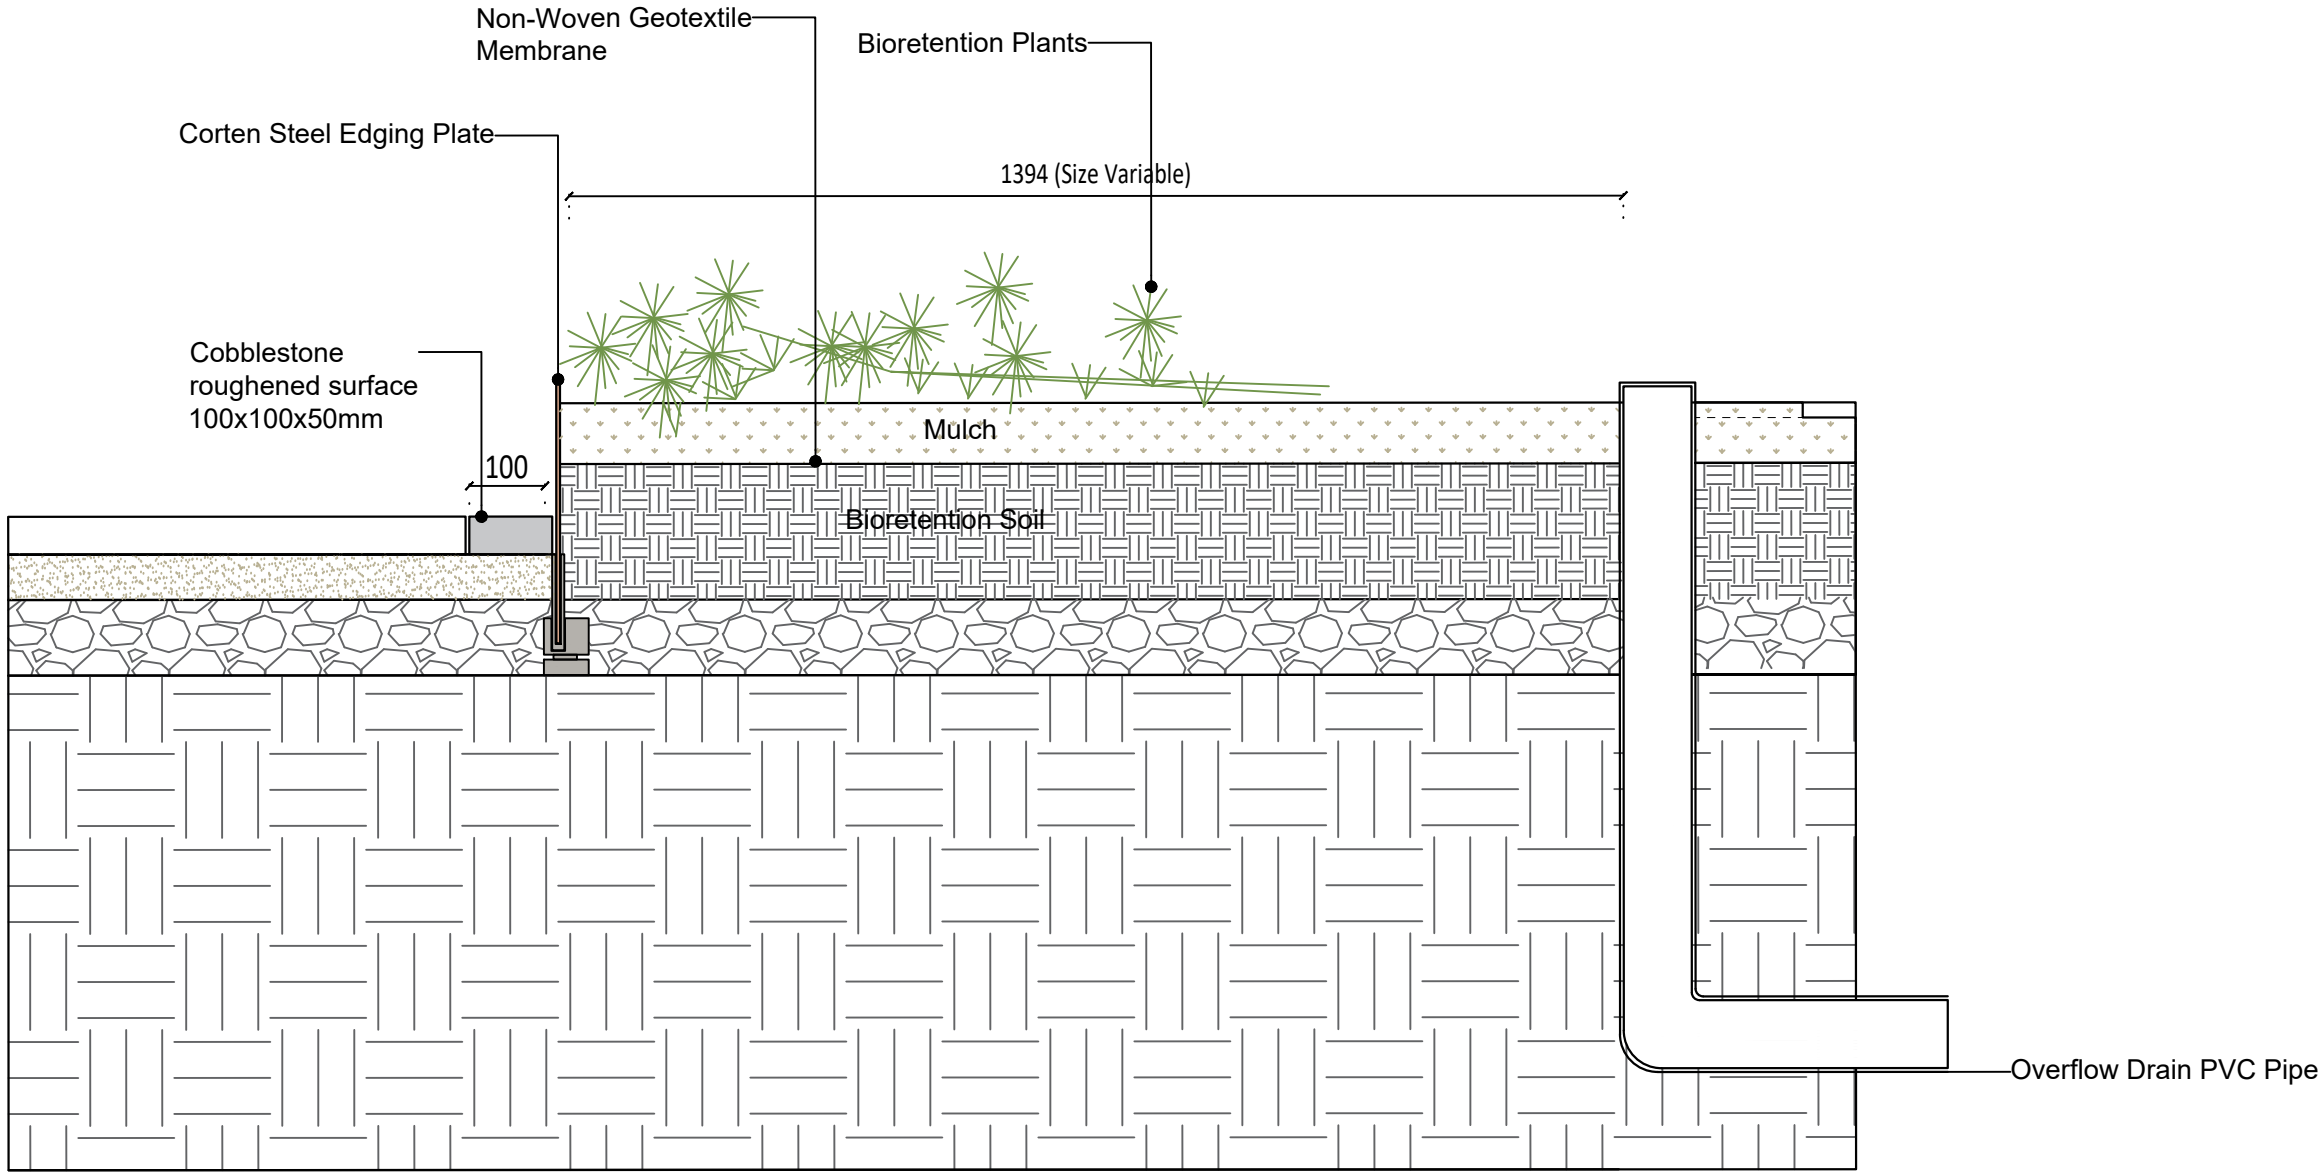 Non-Woven Geotextile
Membrane
Bioretention Plants
Corten Steel Edging Plate
1394 (Size Variable)
Cobblestone
roughened surface
100x100x50mm
Mulch
100
Bioretention Soil
Overflow Drain PVC Pipe